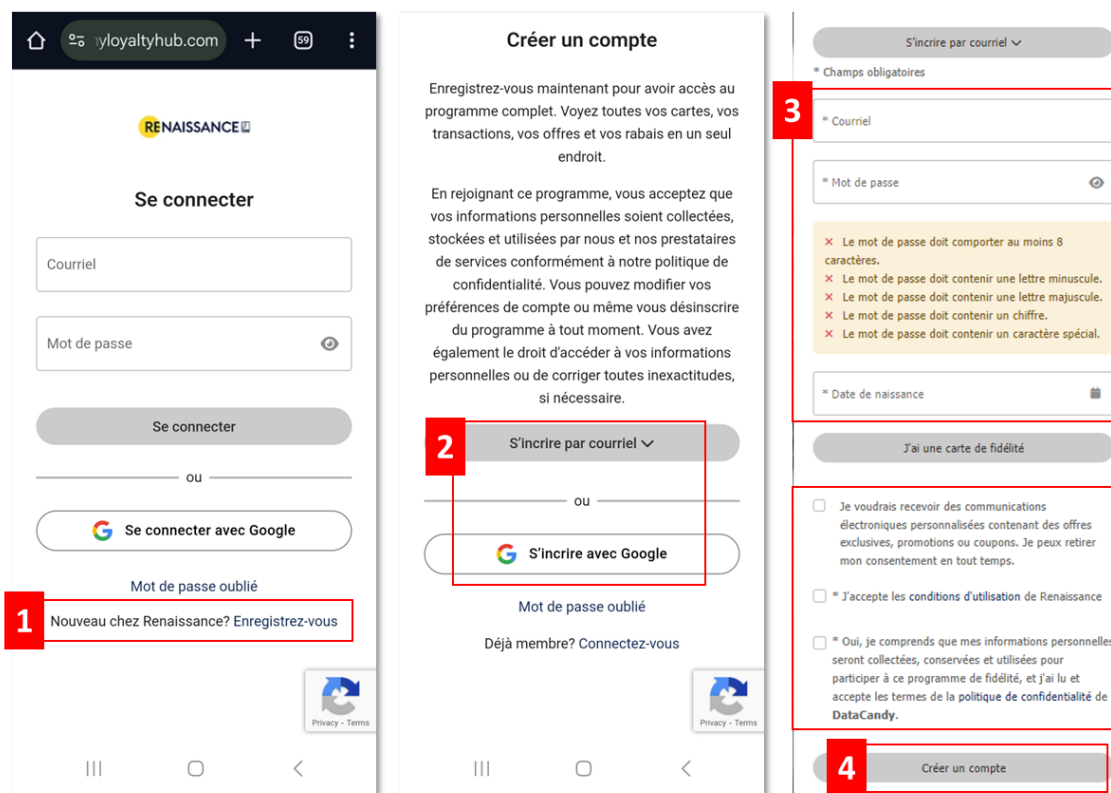 yloyaltyhub.com
59
RENAISSANCE
Se connecter
Courriel
Mot de passe
Se connecter
ou
Se connecter avec Google
Mot de passe oublié
1
Nouveau chez Renaissance? Enregistrez-vous
Privacy - Terms
Créer un compte
Enregistrez-vous maintenant pour avoir accès au
programme complet. Voyez toutes vos cartes, vos
transactions, vos offres et vos rabais en un seul
endroit.
En rejoignant ce programme, vous acceptez que
vos informations personnelles soient collectées,
stockées et utilisées par nous et nos prestataires
de services conformément à notre politique de
confidentialité. Vous pouvez modifier vos
préférences de compte ou même vous désinscrire
du programme à tout moment. Vous avez
également le droit d'accéder à vos informations
personnelles ou de corriger toutes inexactitudes,
si nécessaire.
2
S'incrire par courriel
ou
S'incrire avec Google
Mot de passe oublié
Déjà membre? Connectez-vous
Privacy - Terms
S'incrire par courriel
* Champs obligatoires
3
* Courriel
* Mot de passe
× Le mot de passe doit comporter au moins 8
caractères.
× Le mot de passe doit contenir une lettre minuscule.
× Le mot de passe doit contenir une lettre majuscule.
× Le mot de passe doit contenir un chiffre.
× Le mot de passe doit contenir un caractère spécial.
* Date de naissance
J'ai une carte de fidélité
Je voudrais recevoir des communications
électroniques personnalisées contenant des offres
exclusives, promotions ou coupons. Je peux retirer
mon consentement en tout temps.
* J'accepte les conditions d'utilisation de Renaissance
* Oui, je comprends que mes informations personnelles
seront collectées, conservées et utilisées pour
participer à ce programme de fidélité, et j'ai lu et
accepte les termes de la politique de confidentialité de
DataCandy.
4
Créer un compte